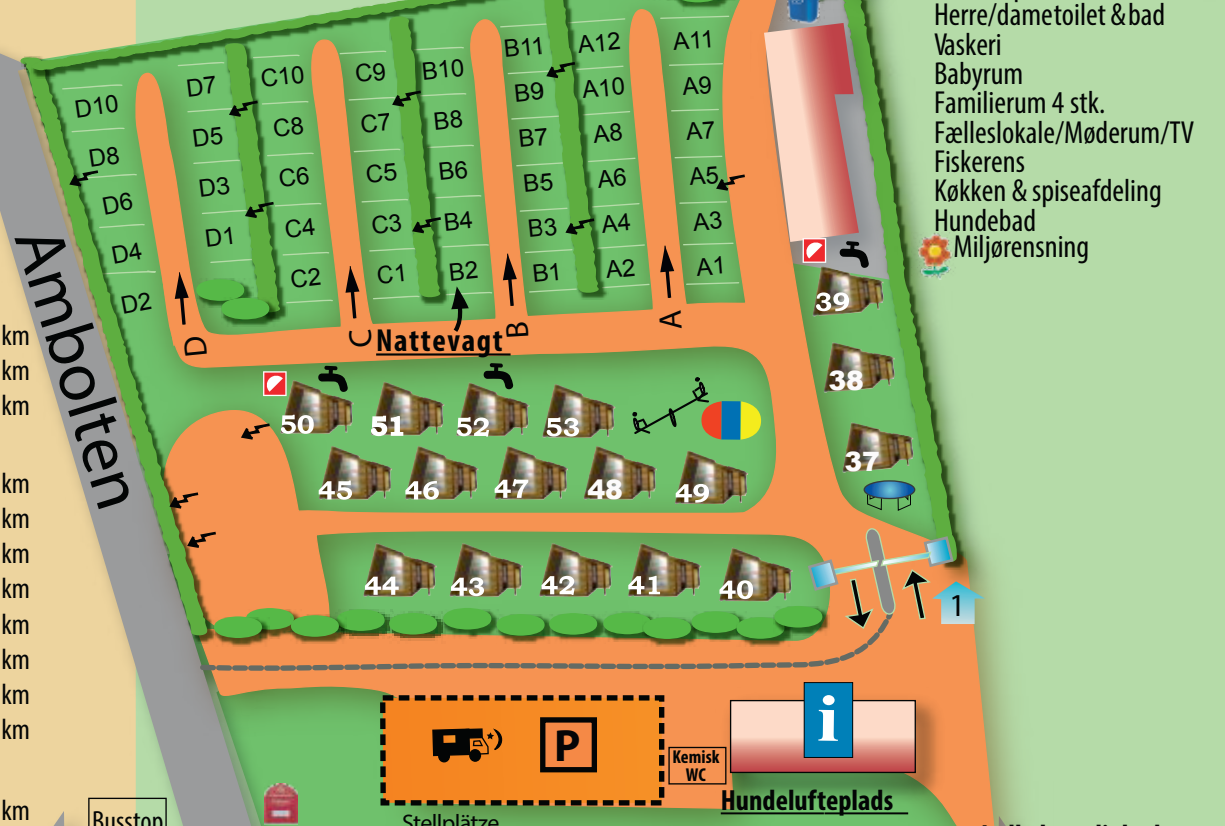 Herre/dametoilet & bad
Vaskeri
Babyrum
Familierum 4 stk.
Fælleslokale/Møderum/TV
Fiskerens
Køkken & spiseafdeling
Hundebad
Miljørensning
B11 A12 A11
D7 C10 C9 B10
D10 B9 A10 A9
D5 C8 C7 B8 B7 A8 A7
D8 D3 C6 C5 B6 B5 A6 A5
D6 D1 C4 C3 B4 B3 A4 A3
D4 C2 C1 B2 B1 A2 A1
D2
D C B A
Nattevagt
Ambolten
39
38
37
50 51 52 53
45 46 47 48 49
44 43 42 41 40
1
km
km
km
km
km
km
km
km
km
km
km
km
P
i
Kemisk
WC
Hundelufteplads
Busstop
Stellplätze